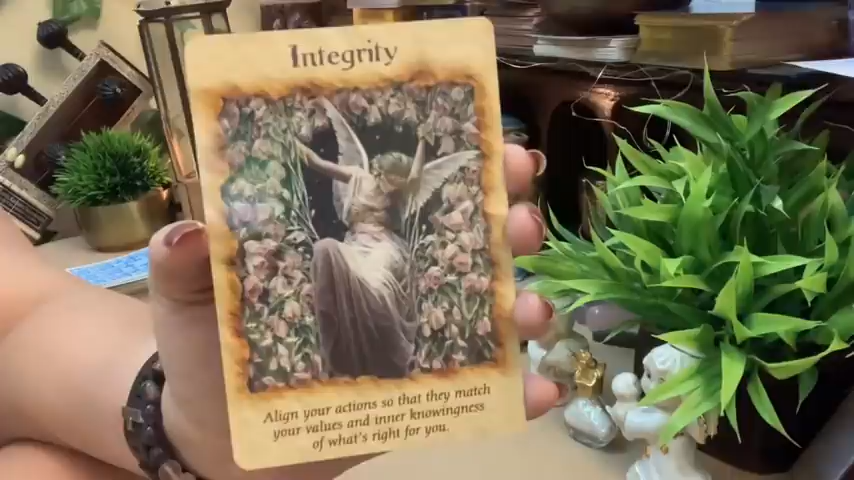 Integrity
Align your actions so that they match
your values and inner knowingness
of what's right for you.